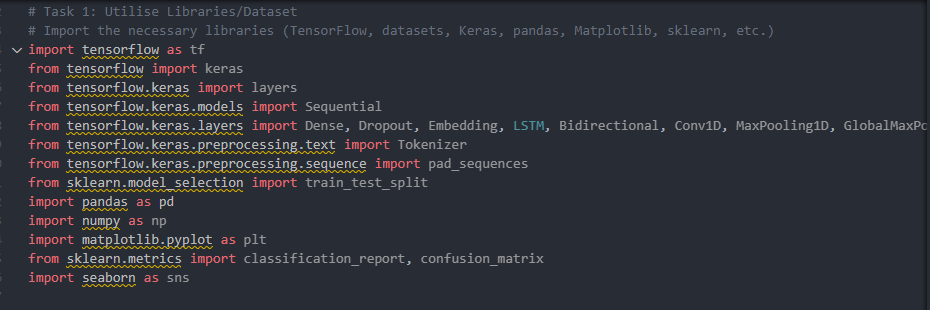 # Task 1: Utilise Libraries/Dataset
# Import the necessary libraries (TensorFlow, datasets, Keras, pandas, Matplotlib, sklearn, etc.)
import tensorflow as tf
from tensorflow import keras
from tensorflow.keras import layers
from tensorflow.keras.models import Sequential
from tensorflow.keras.layers import Dense, Dropout, Embedding, LSTM, Bidirectional, Conv1D, MaxPooling1D, GlobalMaxPo
from tensorflow.keras.preprocessing.text import Tokenizer
from tensorflow.keras.preprocessing.sequence import pad_sequences
from sklearn.model_selection import train_test_split
import pandas as pd
import numpy as np
import matplotlib.pyplot as plt
from sklearn.metrics import classification_report, confusion_matrix
import seaborn as sns